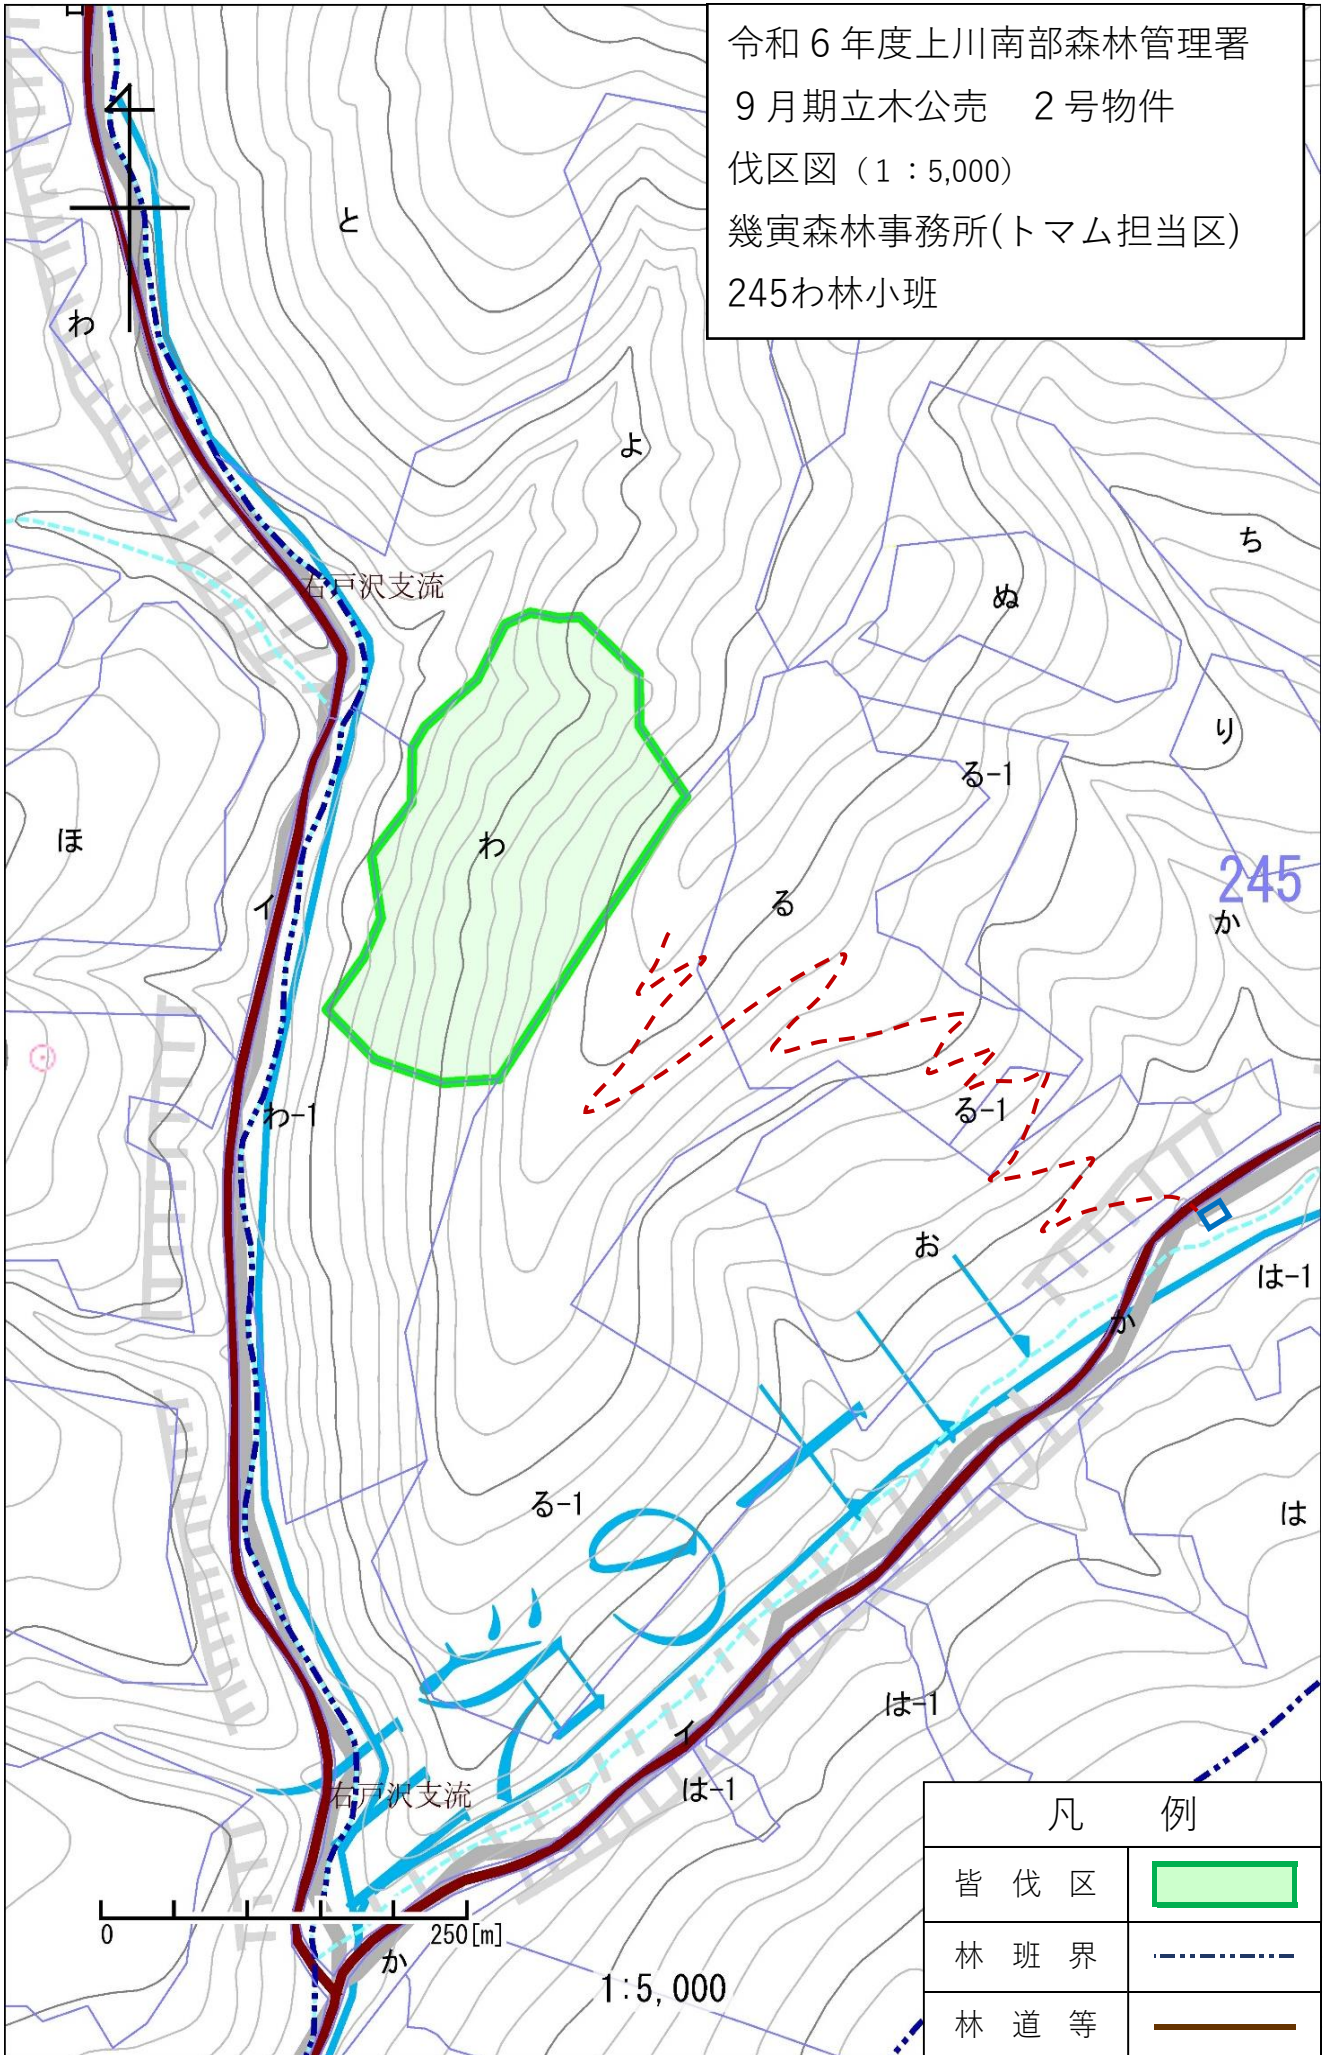 令和６年度上川南部森林管理署
９月期立木公売　２号物件
伐区図（１：5,000）
幾寅森林事務所(トマム担当区)
245わ林小班
ロ
と
わ
よ
ち
ぬ
右戸沢支流
り
る-1
ほ
わ
245
る
イ
か
わ-1
る-1
お
は-1
か
る-1
は
は-1
イ
は-1
右戸沢支流
0
250[m]
か
1:5,000
凡　例
皆　伐　区
林　班　界
林　道　等